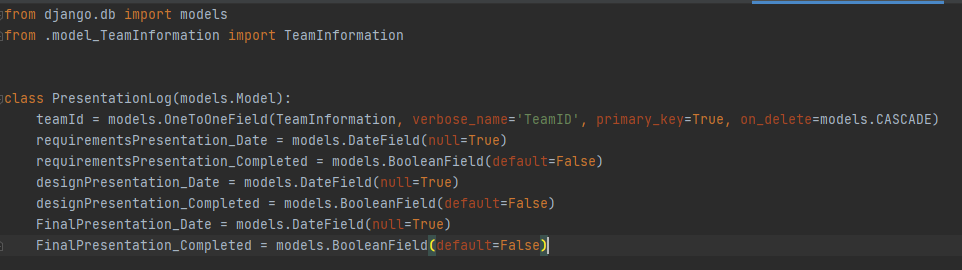 from django.db import models
from .model_TeamInformation import TeamInformation
class PresentationLog(models.Model):
teamId = models.OneToOneField(TeamInformation, verbose_name='TeamID', primary_key=True, on_delete=models.CASCADE)
requirementsPresentation_Date = models.DateField(null=True)
requirementsPresentation_Completed = models.BooleanField(default=False)
designPresentation_Date = models.DateField(null=True)
designPresentation_Completed = models.BooleanField(default=False)
FinalPresentation_Date = models.DateField(null=True)
FinalPresentation_Completed = models.BooleanField(default=False)